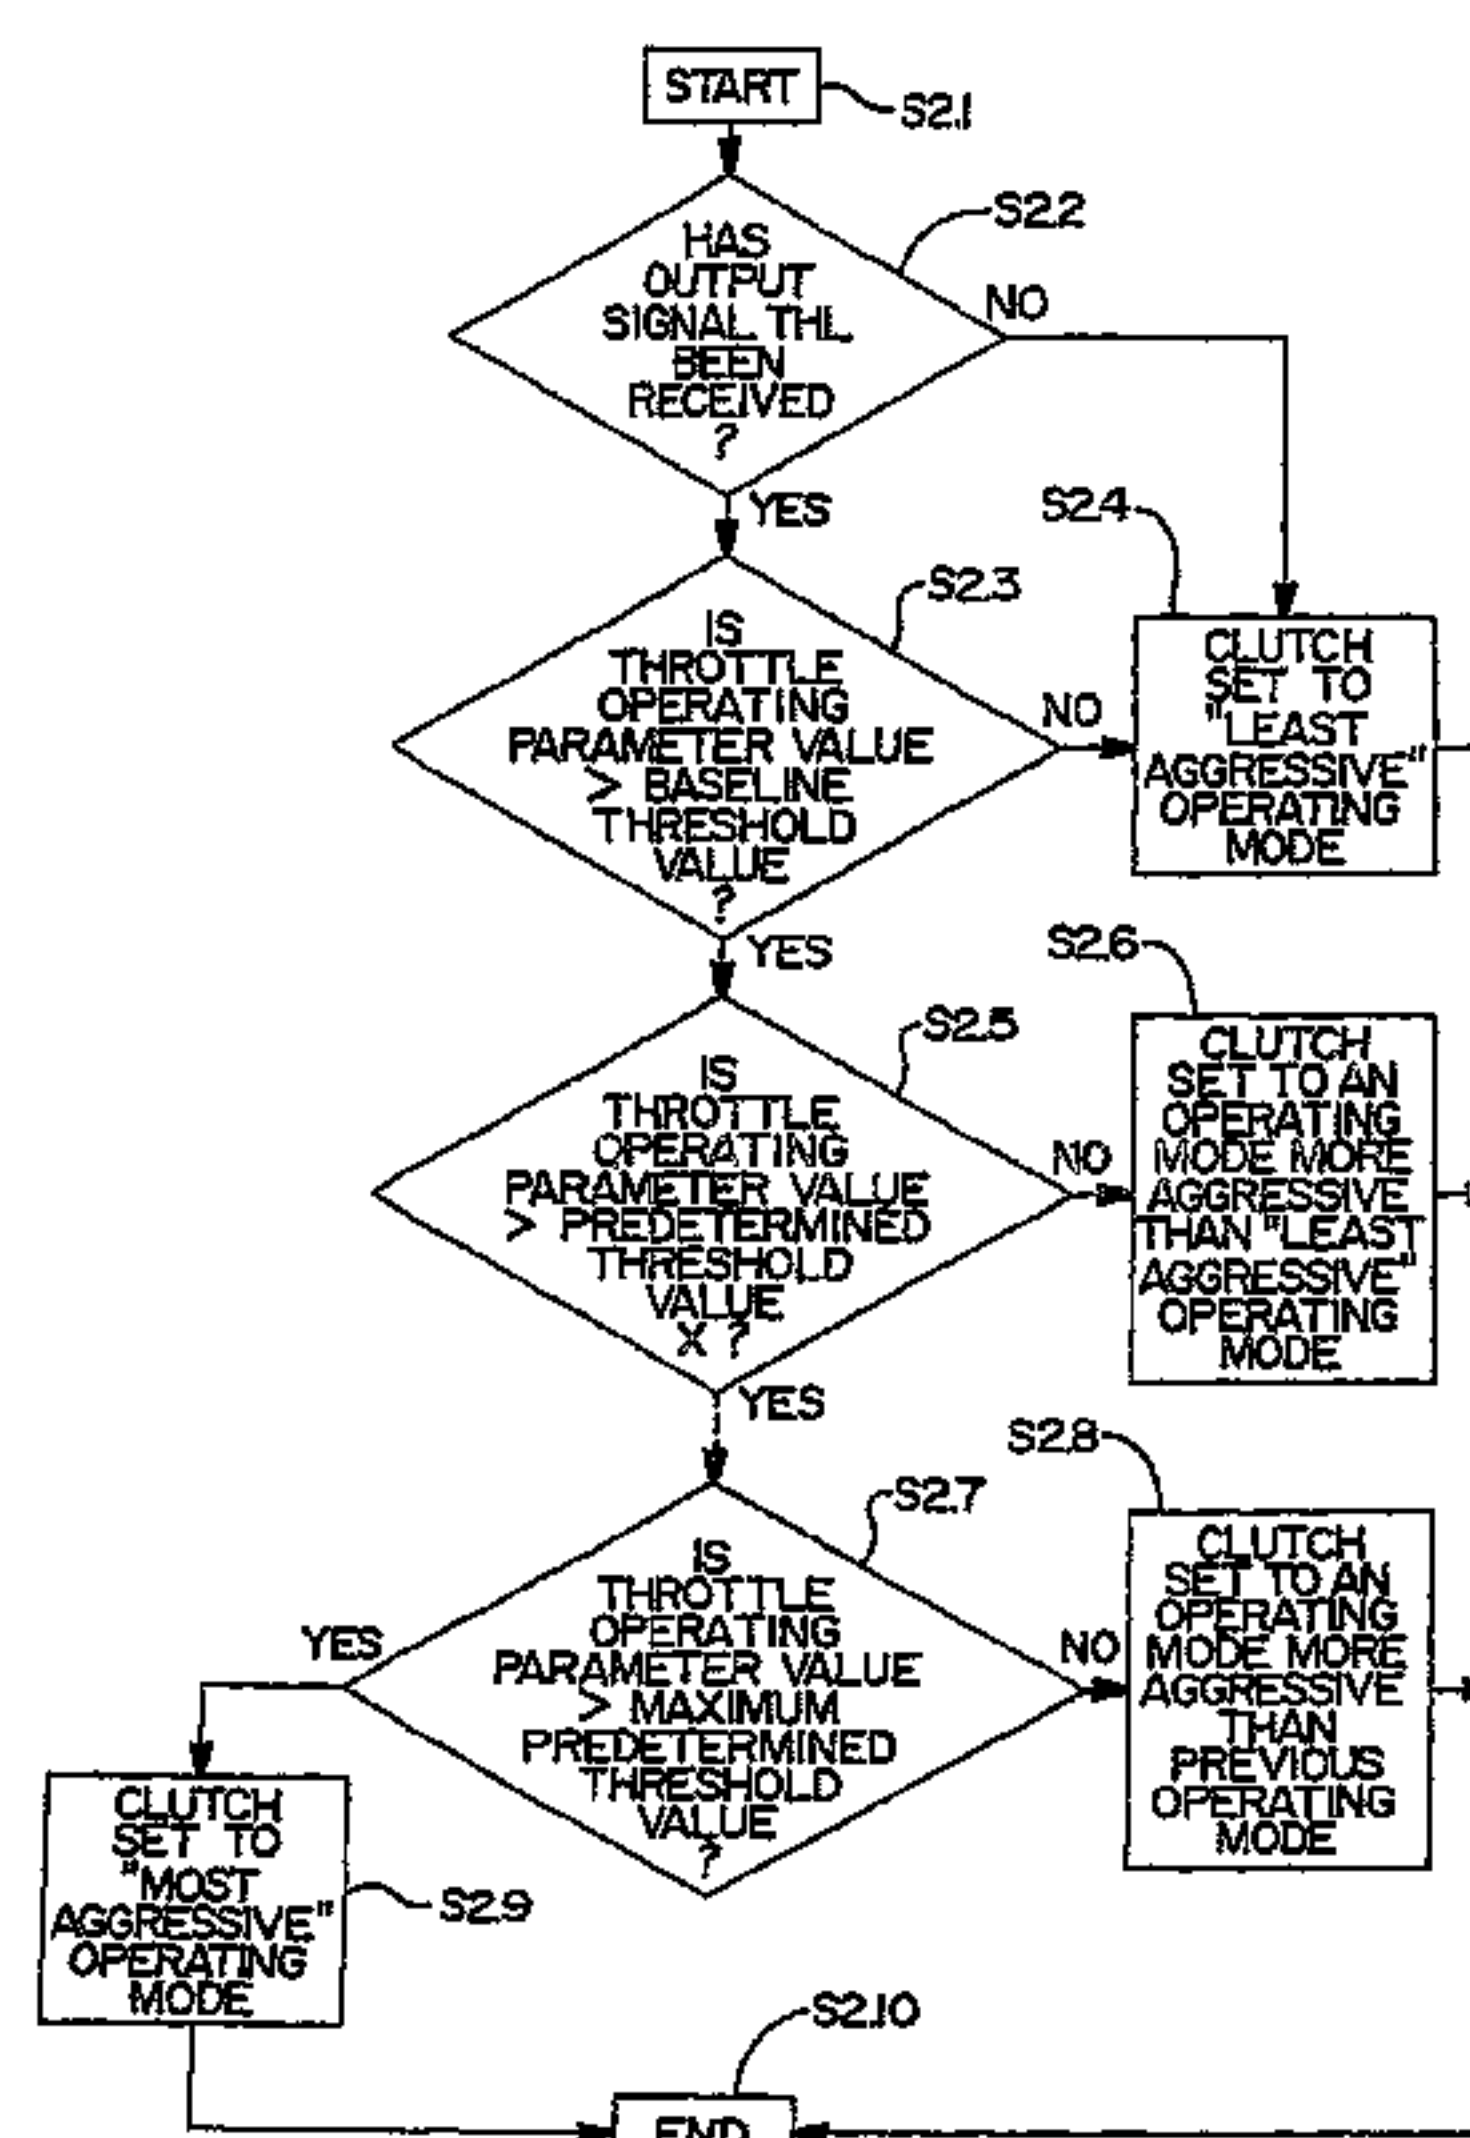 START
S2.1
S2.2
HAS
OUTPUT
SIGNAL THL
BEEN
RECEIVED
?
NO
YES
S2.3
IS
THROTTLE
OPERATING
PARAMETER VALUE
> BASELINE
THRESHOLD
VALUE
?
NO
S2.4
CLUTCH
SET TO
"LEAST
AGGRESSIVE"
OPERATING
MODE
YES
S2.5
IS
THROTTLE
OPERATING
PARAMETER VALUE
> PREDETERMINED
THRESHOLD
VALUE
X ?
NO
S2.6
CLUTCH
SET TO AN
OPERATING
MODE MORE
AGGRESSIVE
THAN "LEAST
AGGRESSIVE"
OPERATING
MODE
YES
S2.7
IS
THROTTLE
OPERATING
PARAMETER VALUE
> MAXIMUM
PREDETERMINED
THRESHOLD
VALUE
?
NO
S2.8
CLUTCH
SET TO AN
OPERATING
MODE MORE
AGGRESSIVE
THAN
PREVIOUS
OPERATING
MODE
YES
CLUTCH
SET TO
"MOST
AGGRESSIVE"
OPERATING
MODE
S2.9
S2.10
END